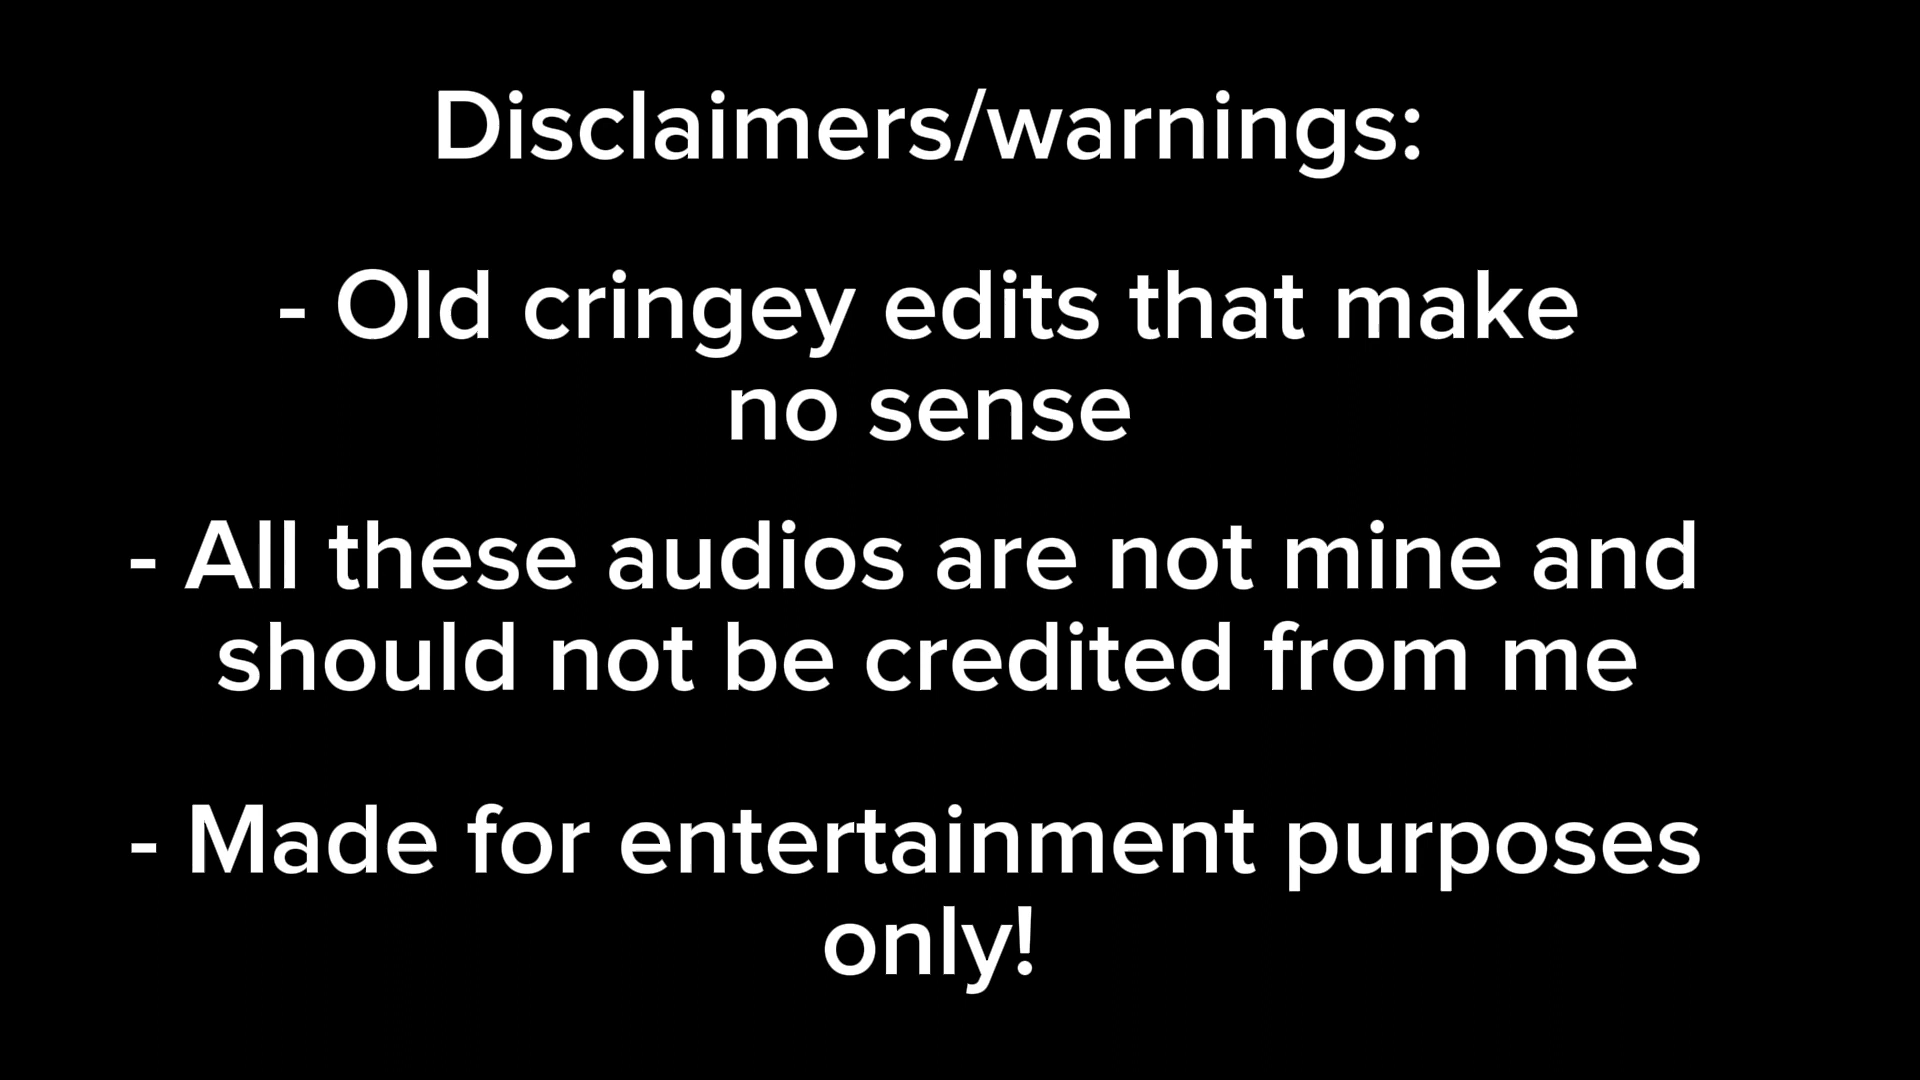 Disclaimers/warnings:
- Old cringey edits that make
no sense
- All these audios are not mine and
should not be credited from me
- Made for entertainment purposes
only!